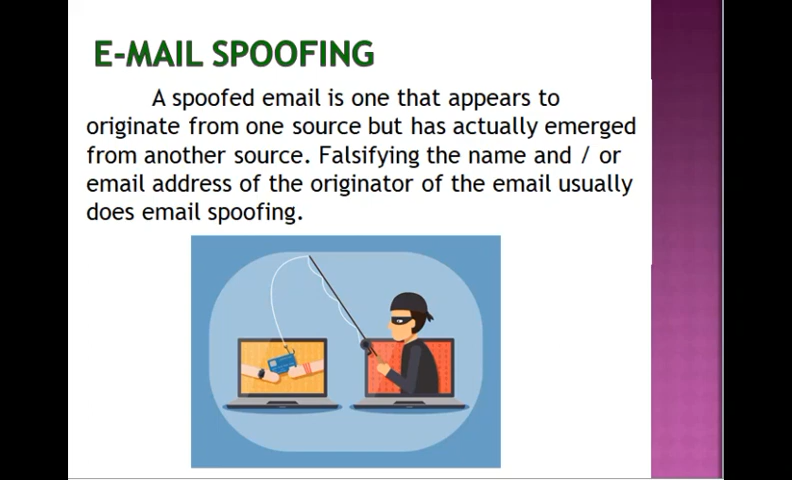 E-MAIL SPOOFING
A spoofed email is one that appears to
originate from one source but has actually emerged
from another source. Falsifying the name and / or
email address of the originator of the email usually
does email spoofing.